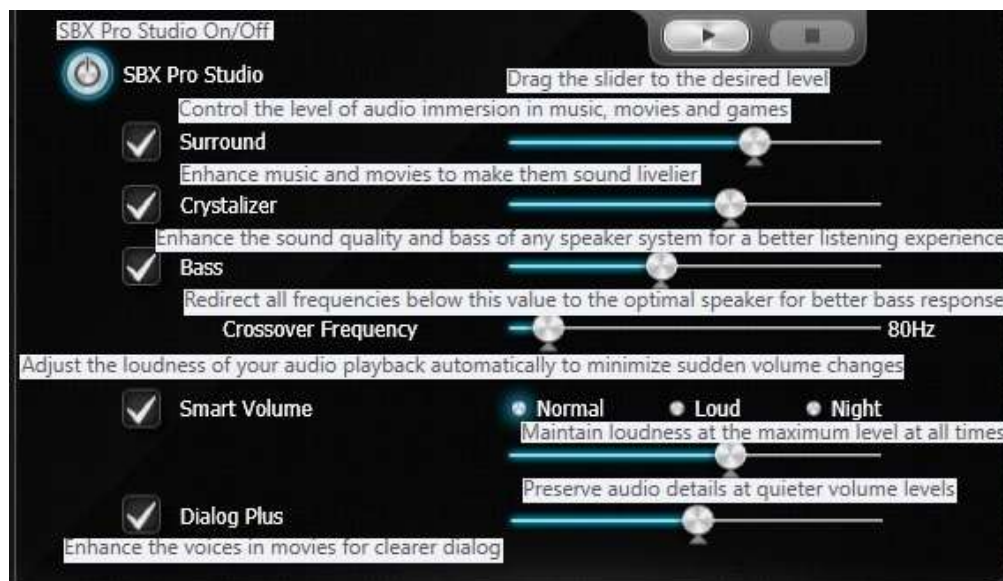 SBX Pro Studio On/Off
SBX Pro Studio
Drag the slider to the desired level
Control the level of audio immersion in music, movies and games
Surround
Enhance music and movies to make them sound livelier
Crystalizer
Enhance the sound quality and bass of any speaker system for a better listening experience
Bass
Redirect all frequencies below this value to the optimal speaker for better bass response
Crossover Frequency 80Hz
Adjust the loudness of your audio playback automatically to minimize sudden volume changes
Smart Volume Normal Loud Night
Maintain loudness at the maximum level at all times
Preserve audio details at quieter volume levels
Dialog Plus
Enhance the voices in movies for clearer dialog